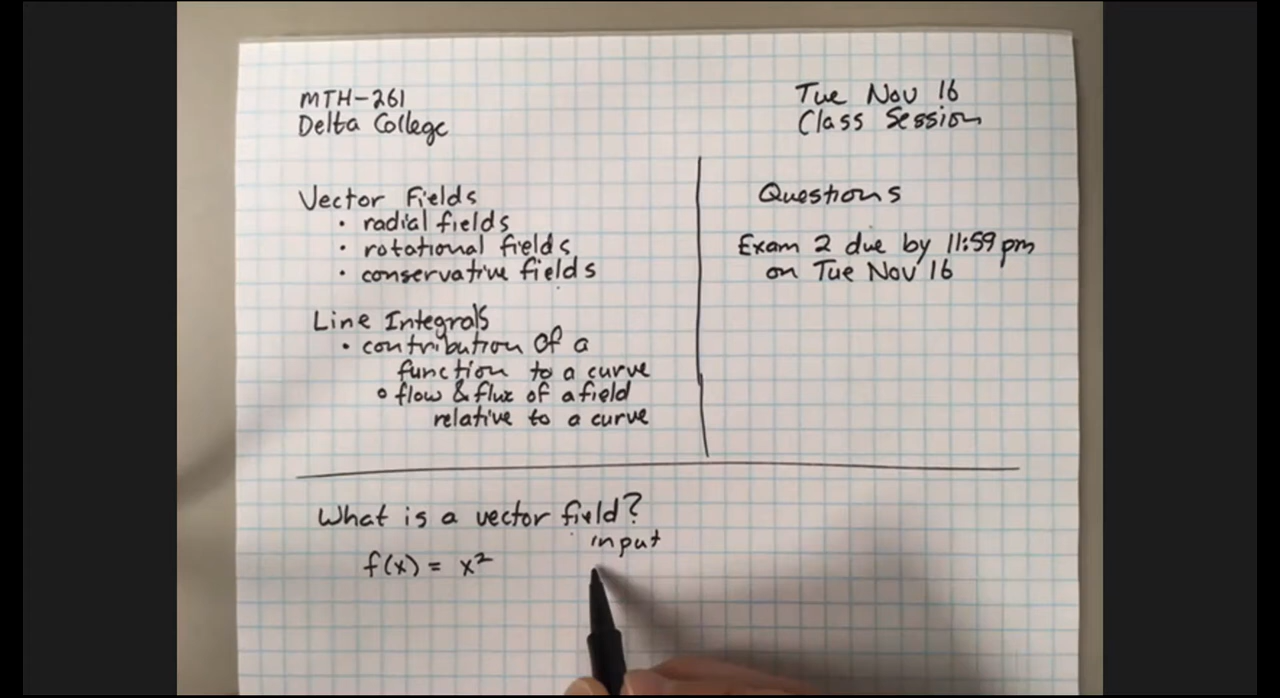 MTH-261
Delta College
Tue Nov 16
Class Session
Vector Fields
• radial fields
• rotational fields
• conservative fields
Line Integrals
• contribution of a
function to a curve
• flow & flux of a field
relative to a curve
Questions
Exam 2 due by 11:59 pm
on Tue Nov 16
What is a vector field?
input
f(x) = x²